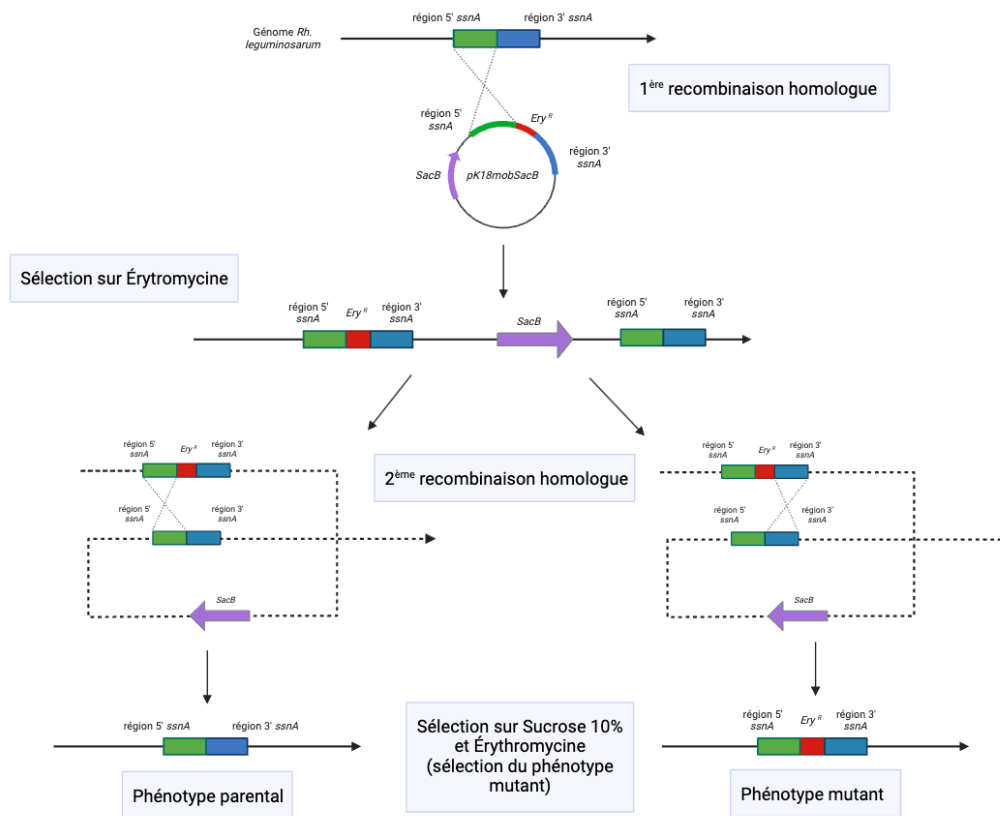 région 5' ssnA
région 3' ssnA
Génome Rh.
leguminosarum
1ère recombinaison homologue
région 5'
ssnA
Ery R
région 3'
ssnA
SacB
pK18mobSacB
Sélection sur Érytromycine
région 5'
ssnA
Ery R
région 3'
ssnA
SacB
région 5'
ssnA
région 3'
ssnA
région 5'
ssnA
Ery R
région 3'
ssnA
région 5'
ssnA
région 3'
ssnA
SacB
2ème recombinaison homologue
région 5'
ssnA
Ery R
région 3'
ssnA
région 5'
ssnA
région 3'
ssnA
SacB
région 5' ssnA
région 3' ssnA
Phénotype parental
Sélection sur Sucrose 10%
et Érythromycine
(sélection du phénotype
mutant)
région 5'
ssnA
Ery R
région 3'
ssnA
Phénotype mutant